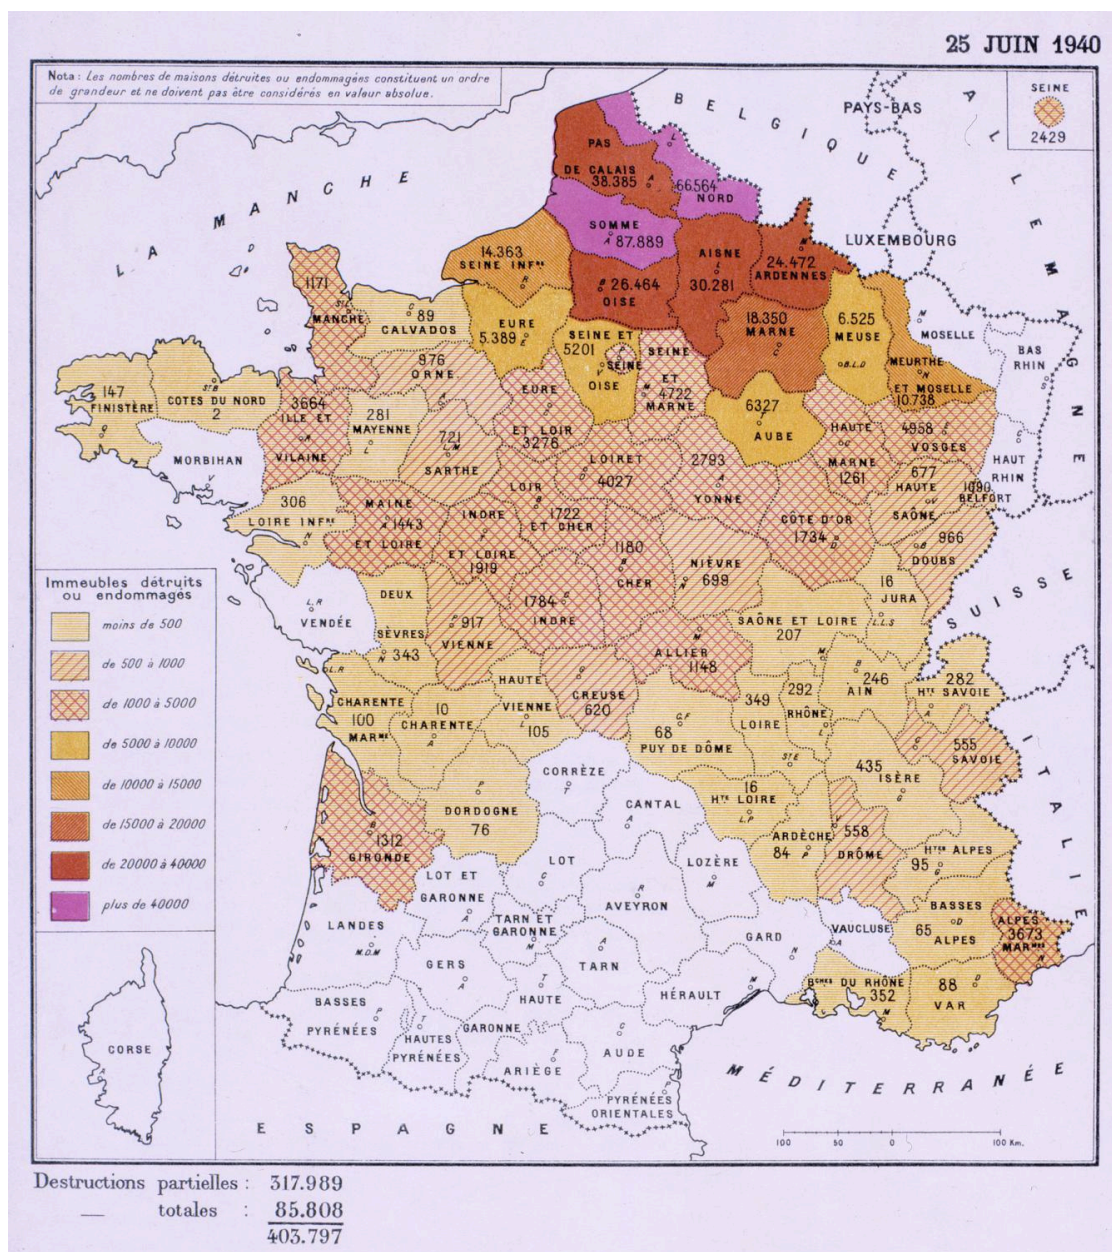 25 JUIN 1940
Nota : Les nombres de maisons détruites ou endommagées constituent un ordre
de grandeur et ne doivent pas être considérés en valeur absolue.
SEINE
2429
BELGIQUE
PAYS-BAS
ALLEMAGNE
LA MANCHE
LUXEMBOURG
PAS
DE CALAIS
38.385
66.564
NORD
SOMME
87.889
AISNE
30.281
24.472
ARDENNES
14.363
SEINE INFRE
26.464
OISE
1171
MANCHE
89
CALVADOS
EURE
5.389
SEINE ET
5201
OISE
SEINE
SEINE
ET
4722
MARNE
18.350
MARNE
6.525
MEUSE
MOSELLE
MEURTHE
ET MOSELLE
10.738
BAS
RHIN
147
FINISTÈRE
COTES DU NORD
2
MORBIHAN
3664
ILLE ET
VILAINE
281
MAYENNE
976
ORNE
721
SARTHE
EURE
ET LOIR
3276
LOIRET
4027
6327
AUBE
HAUTE
MARNE
1261
4958
VOSGES
HAUT
RHIN
677
HAUTE
SAÔNE
1090
BELFORT
2793
YONNE
306
LOIRE INFRE
MAINE
1443
ET LOIRE
INDRE
ET LOIRE
1919
LOIR
1722
ET CHER
1180
CHER
NIÈVRE
699
CÔTE D'OR
1734
966
DOUBS
16
JURA
SUISSE
VENDÉE
DEUX
SÈVRES
343
917
VIENNE
1784
INDRE
ALLIER
1148
SAÔNE ET LOIRE
207
246
AIN
282
HTE SAVOIE
555
SAVOIE
ITALIE
CHARENTE
100
MARME
10
CHARENTE
HAUTE
VIENNE
105
CREUSE
620
68
PUY DE DÔME
349
LOIRE
292
RHÔNE
435
ISÈRE
1312
GIRONDE
DORDOGNE
76
CORRÈZE
CANTAL
16
HTE LOIRE
ARDÈCHE
84
558
DRÔME
HTES ALPES
95
LOT ET
GARONNE
LOT
AVEYRON
LOZÈRE
GARD
VAUCLUSE
BASSES
65
ALPES
ALPES
3673
MARMES
LANDES
TARN ET
GARONNE
TARN
GERS
HAUTE
GARONNE
HÉRAULT
BCHES DU RHÔNE
352
88
VAR
BASSES
PYRÉNÉES
HAUTES
PYRÉNÉES
ARIÈGE
AUDE
PYRÉNÉES
ORIENTALES
MÉDITERRANÉE
ESPAGNE
Immeubles détruits
ou endommagés
moins de 500
de 500 à 1000
de 1000 à 5000
de 5000 à 10000
de 10000 à 15000
de 15000 à 20000
de 20000 à 40000
plus de 40000
CORSE
100 50 0 100 Km.
Destructions partielles : 317.989
— totales : 85.808
403.797